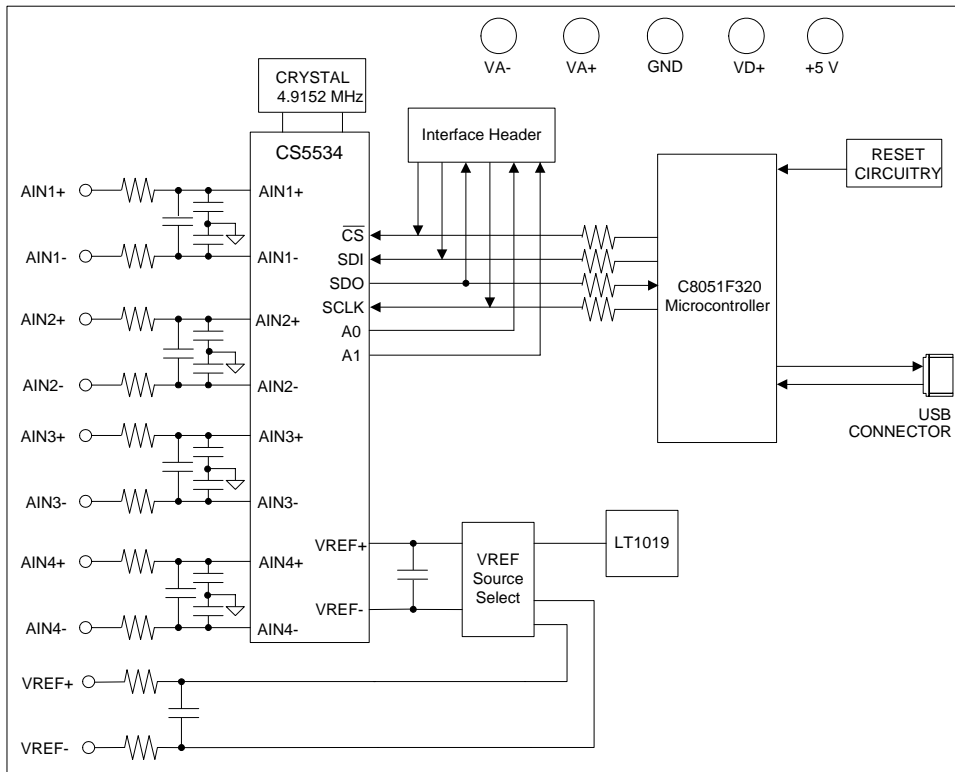 VA-
VA+
GND
VD+
+5 V
CRYSTAL
4.9152 MHz
CS5534
Interface Header
RESET
CIRCUITRY
AIN1+
AIN1+
AIN1-
AIN1-
CS
SDI
SDO
SCLK
A0
A1
C8051F320
Microcontroller
AIN2+
AIN2+
AIN2-
AIN2-
USB
CONNECTOR
AIN3+
AIN3+
AIN3-
AIN3-
VREF+
VREF-
VREF
Source
Select
LT1019
AIN4+
AIN4+
AIN4-
AIN4-
VREF+
VREF-